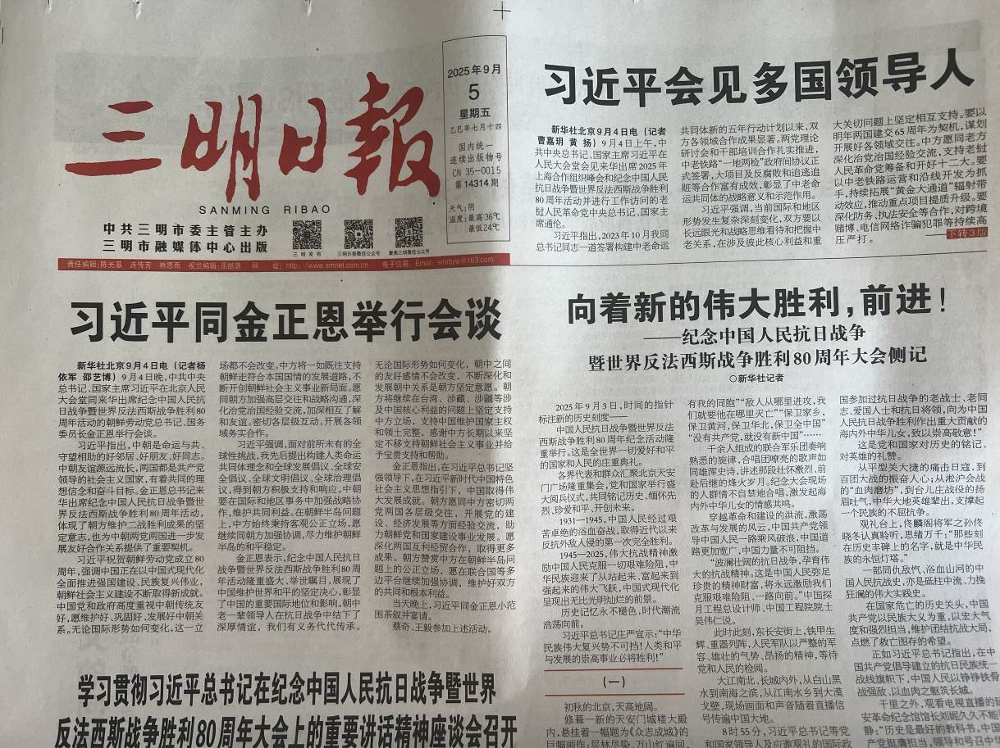 三明日報
SANMING RIBAO
中共三明市委主管主办
三明市融媒体中心出版
三明发布
三明日报微信公众号
聚焦三明微信公众号
2025年9月
5
星期五
乙巳年七月十四
国内统一
连续出版物号
CN 35-0015
第14314期
天气：阴
温度：最高36℃
最低24℃
责任编辑：陈光基 连传芳 林思雨 视觉编辑：乐皓源 网 址：http：//www.smnet.com.cn 电子信箱：Email：smrbyw@163.com
习近平会见多国领导人
新华社北京9月4日电（记者
曹嘉玥 黄扬）9月4日上午，中
共中央总书记、国家主席习近平在
人民大会堂会见来华出席2025年
上海合作组织峰会和纪念中国人民
抗日战争暨世界反法西斯战争胜利
80周年活动并进行工作访问的老
挝人民革命党中央总书记、国家主
席通伦。
习近平指出，2023年10月我同
总书记同志一道签署构建中老命运
共同体新的五年行动计划以来，双
方各领域合作成果显著。两党理论
研讨会和干部培训合作扎实推进，
中老铁路“一地两检”政府间协议正
式签署，大项目及反腐败和追逃追
赃等合作富有成效，彰显了中老命
运共同体的战略意义和示范作用。
习近平强调，当前国际和地区
形势发生复杂深刻变化，双方要以
长远眼光和战略思维看待和把握中
老关系，在涉及彼此核心利益和重
大关切问题上坚定相互支持。要以
明年两国建交65周年为契机，谋划
开展好各领域交往。中方愿同老方
深化治党治国经验交流，支持老挝
人民革命党筹备和开好十二大。要
以中老铁路运营和沿线开发为抓
手，持续拓展“黄金大通道”辐射带
动效应，推动重点项目提质升级。要
深化防务、执法安全等合作，对跨境
赌博、电信网络诈骗犯罪等持续高
压严打。
下转3版
习近平同金正恩举行会谈
新华社北京9月4日电（记者杨
依军 邵艺博）9月4日晚，中共中央
总书记、国家主席习近平在北京人民
大会堂同来华出席纪念中国人民抗
日战争暨世界反法西斯战争胜利80
周年活动的朝鲜劳动党总书记、国务
委员长金正恩举行会谈。
习近平指出，中朝是命运与共、
守望相助的好邻居、好朋友、好同志。
中朝友谊源远流长，两国都是共产党
领导的社会主义国家，有着共同的理
想信念和奋斗目标。金正恩总书记来
华出席纪念中国人民抗日战争暨世
界反法西斯战争胜利80周年活动，
体现了朝方维护二战胜利成果的坚
定意志，也为中朝两党两国进一步发
展友好合作关系提供了重要契机。
习近平祝贺朝鲜劳动党成立80
周年，强调中国正在以中国式现代化
全面推进强国建设、民族复兴伟业，
朝鲜社会主义建设不断取得新成就。
中国党和政府高度重视中朝传统友
好，愿维护好、巩固好、发展好中朝关
系。无论国际形势如何变化，这一立
场都不会改变。中方将一如既往支持
朝鲜走符合本国国情的发展道路，不
断开创朝鲜社会主义事业新局面。愿
同朝方加强高层交往和战略沟通，深
化治党治国经验交流，加深相互了解
和友谊。密切各层级互动，开展各领
域务实合作。
习近平强调，面对前所未有的全
球性挑战，我先后提出构建人类命运
共同体理念和全球发展倡议、全球安
全倡议、全球文明倡议、全球治理倡
议，得到朝方积极支持和响应。中朝
要在国际和地区事务中加强战略协
作，维护共同利益。在朝鲜半岛问题
上，中方始终秉持客观公正立场，愿
继续同朝方加强协调，尽力维护朝鲜
半岛的和平稳定。
金正恩表示，纪念中国人民抗日
战争暨世界反法西斯战争胜利80周
年活动隆重盛大、举世瞩目，展现了
中国维护世界和平的坚定决心，彰显
了中国的重要国际地位和影响。朝中
老一辈领导人在抗日战争中结下了
深厚情谊，我们有义务代代传承。
无论国际形势如何变化，朝中之间
的友好感情不会改变，不断深化和
发展朝中关系是朝方坚定意愿。朝
方将继续在台湾、涉藏、涉疆等涉
及中国核心利益的问题上坚定支持
中方立场，支持中国维护国家主权
和领土完整，感谢中方长期以来坚
定不移支持朝鲜社会主义事业并给
予宝贵支持和帮助。
金正恩指出，在习近平总书记坚
强领导下，在习近平新时代中国特色
社会主义思想指引下，中国取得伟
大发展成就。朝方愿同中方密切两
党两国各层级交往，开展党的建
设、经济发展等方面经验交流，助
力朝鲜党和国家建设事业发展。愿
深化两国互利经贸合作，取得更多
成果。朝方赞赏中方在朝鲜半岛问
题上的公正立场，愿在联合国等多
边平台继续加强协调，维护好双方
的共同和根本利益。
当天晚上，习近平同金正恩小范
围茶叙并宴请。
蔡奇、王毅参加上述活动。
向着新的伟大胜利，前进！
——纪念中国人民抗日战争
暨世界反法西斯战争胜利80周年大会侧记
○新华社记者
2025年9月3日，时间的指针
标注新的历史刻度——
中国人民抗日战争暨世界反法
西斯战争胜利80周年纪念活动隆
重举行。这是全世界一切爱好和平
的国家和人民的庄重典礼。
各界代表和群众汇聚北京天安
门广场隆重集会，党和国家举行盛
大阅兵仪式，共同铭记历史、缅怀先
烈、珍爱和平、开创未来。
1931—1945，中国人民经过艰
苦卓绝的浴血奋战，取得近代以来
反抗外敌入侵的第一次完全胜利。
1945—2025，伟大抗战精神激
励中国人民克服一切艰难险阻，中
华民族迎来了从站起来、富起来到
强起来的伟大飞跃，中国式现代化
呈现出无比光明灿烂的前景。
历史记忆永不褪色，时代潮流
浩荡向前。
习近平总书记庄严宣示：“中华
民族伟大复兴势不可挡！人类和平
与发展的崇高事业必将胜利！”
（一）
初秋的北京，天高地阔。
修葺一新的天安门城楼大殿
内，悬挂着一幅题为《众志成城》的
巨幅画作：层林尽染，万山红遍间，
有我的同胞”“敌人从哪里进攻，我
们就要他在哪里灭亡”“保卫家乡，
保卫黄河，保卫华北，保卫全中国”
“没有共产党，就没有新中国”……
千余人组成的联合军乐团奏响
熟悉的旋律，合唱团嘹亮的歌声如
同雄浑史诗，讲述那段壮怀激烈、前
赴后继的烽火岁月。纪念大会现场
的人群情不自禁地合唱，激发起海
内外中华儿女的情感共鸣。
穿越革命和建设的洪流，激荡
改革与发展的风云，中国共产党领
导中国人民一路乘风破浪，中国道
路更加宽广，中国力量不可阻挡。
“波澜壮阔的抗日战争，孕育伟
大的抗战精神。这是中国人民弥足
珍贵的精神财富，将永远激励我们
克服艰难险阻、一路向前。”中国探
月工程总设计师、中国工程院院士
吴伟仁说。
此时此刻，东长安街上，铁甲生
辉、重器列阵，人民军队以严整的军
容、雄壮的气势、昂扬的精神，等待
党和人民的检阅。
大江南北、长城内外，从白山黑
水到南海之滨，从江南水乡到大漠
戈壁，现场画面和声音随着直播信
号传遍中国大地。
8时55分，习近平总书记等党
和国家领导人及应邀观礼的国际政
国参加过抗日战争的老战士、老同
志、爱国人士和抗日将领，向为中国
人民抗日战争胜利作出重大贡献的
海内外中华儿女，致以崇高敬意！”
这是党和国家对历史的铭记、
对英雄的礼赞。
从平型关大捷的痛击日寇，到
百团大战的振奋人心；从淞沪会战
的“血肉磨坊”，到台儿庄战役的扬
眉吐气，中华大地英雄辈出，支撑起
一个民族的不屈抗争。
观礼台上，佟麟阁将军之孙佟
晓冬认真聆听，思绪万千：“那些刻
在历史丰碑上的名字，就是中华民
族的永恒灯塔。”
一部同仇敌忾、浴血山河的中
国人民抗战史，亦是砥柱中流、力挽
狂澜的伟大实践史。
在国家危亡的历史关头，中国
共产党以民族大义为重，以宏大气
度和强烈担当，维护团结抗战大局，
点燃了救亡图存的希望。
正如习近平总书记指出，在中
国共产党倡导建立的抗日民族统一
战线旗帜下，中国人民以铮铮铁骨
战强敌、以血肉之躯筑长城。
千里之外，观看电视直播的延
安革命纪念馆馆长刘妮久久不能
静：“历史是最好的教科书。中国
产党挺膺担当，领导和号召中华
学习贯彻习近平总书记在纪念中国人民抗日战争暨世界
反法西斯战争胜利80周年大会上的重要讲话精神座谈会召开